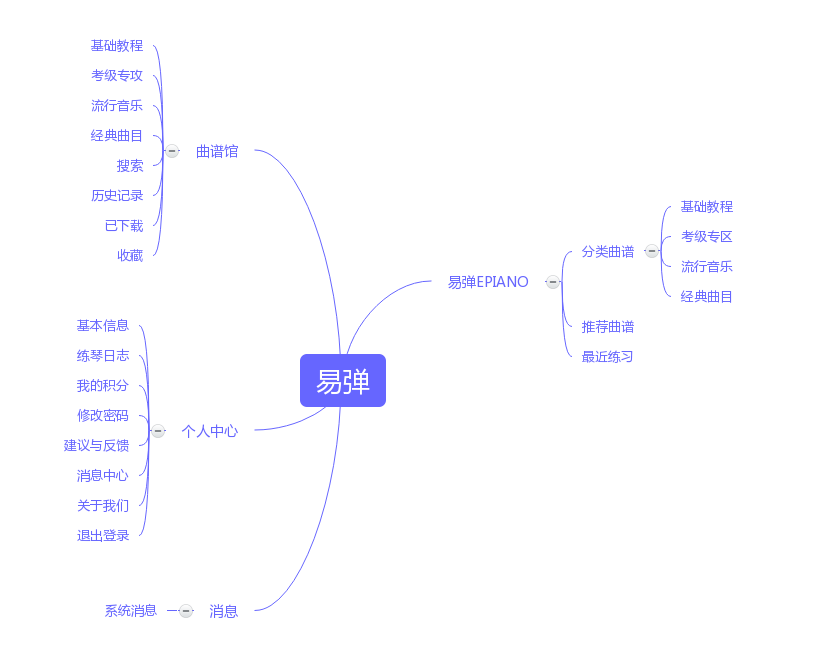 易弹
曲谱馆
基础教程
考级专攻
流行音乐
经典曲目
搜索
历史记录
已下载
收藏
个人中心
基本信息
练琴日志
我的积分
修改密码
建议与反馈
消息中心
关于我们
退出登录
消息
系统消息
易弹EPIANO
分类曲谱
基础教程
考级专区
流行音乐
经典曲目
推荐曲谱
最近练习